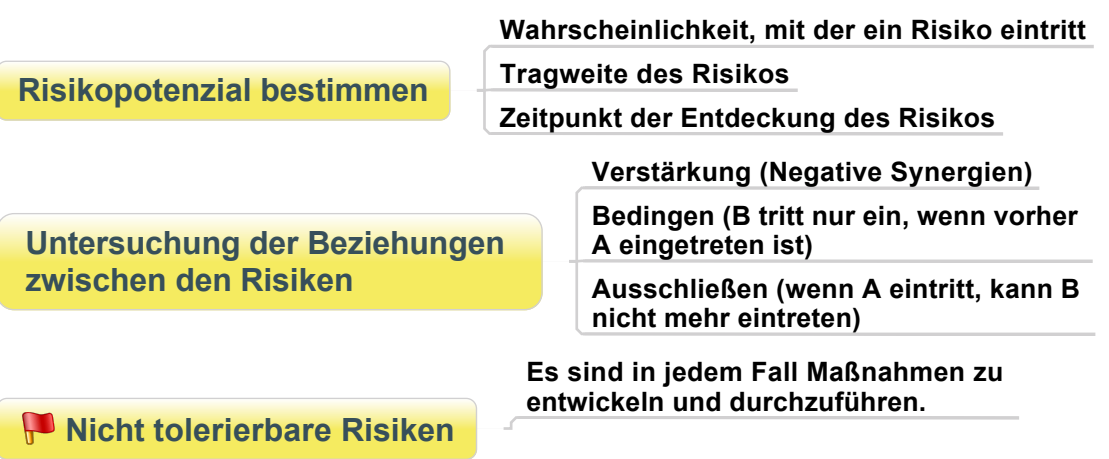 Risikopotenzial bestimmen
Wahrscheinlichkeit, mit der ein Risiko eintritt
Tragweite des Risikos
Zeitpunkt der Entdeckung des Risikos
Untersuchung der Beziehungen
zwischen den Risiken
Verstärkung (Negative Synergien)
Bedingen (B tritt nur ein, wenn vorher
A eingetreten ist)
Ausschließen (wenn A eintritt, kann B
nicht mehr eintreten)
Nicht tolerierbare Risiken
Es sind in jedem Fall Maßnahmen zu
entwickeln und durchzuführen.